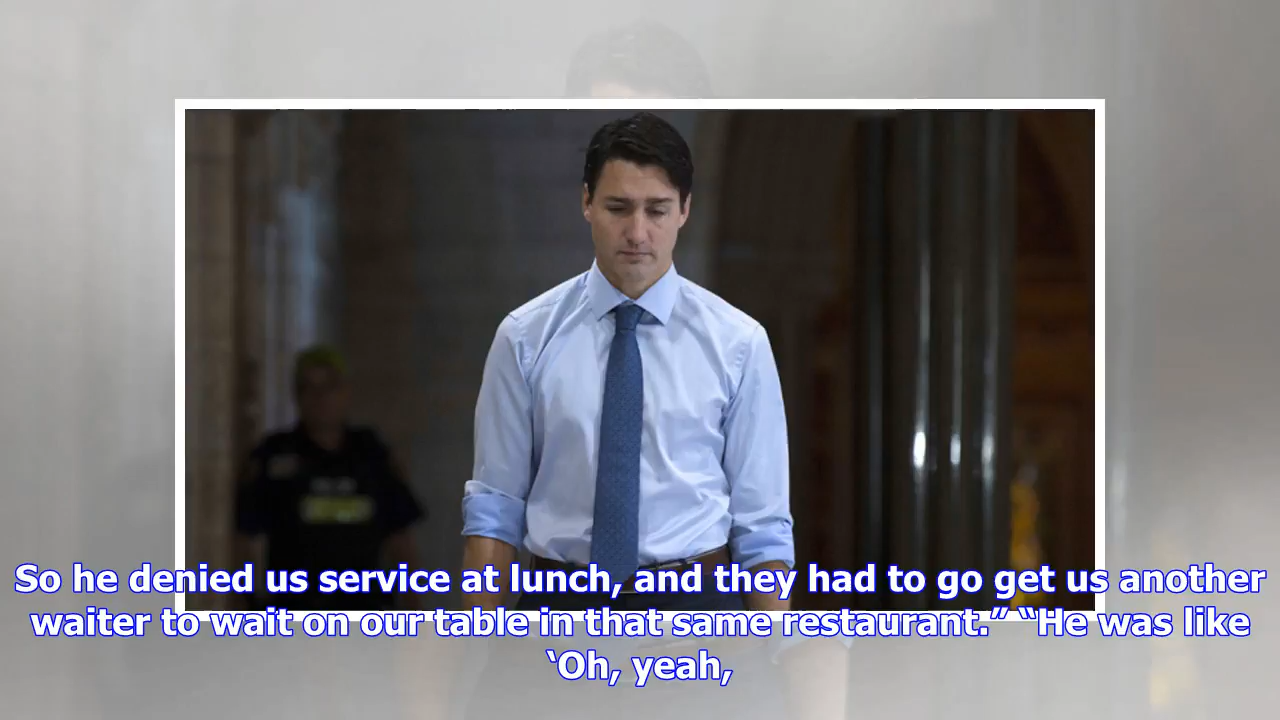 So he denied us service at lunch, and they had to go get us another
waiter to wait on our table in that same restaurant.” “He was like
‘Oh, yeah,